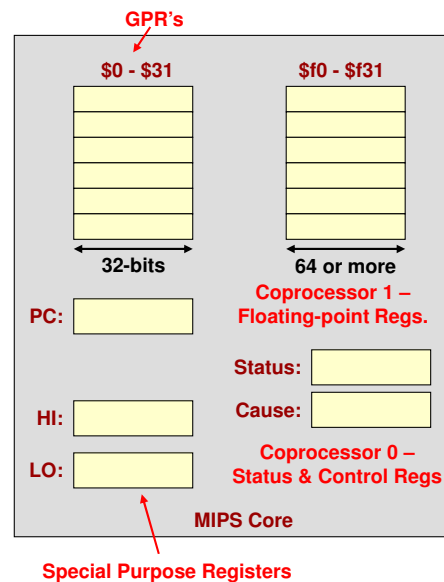 GPR's
$0 - $31
$f0 - $f31
32-bits
64 or more
Coprocessor 1 –
Floating-point Regs.
PC:
Status:
Cause:
HI:
Coprocessor 0 –
Status & Control Regs
LO:
MIPS Core
Special Purpose Registers